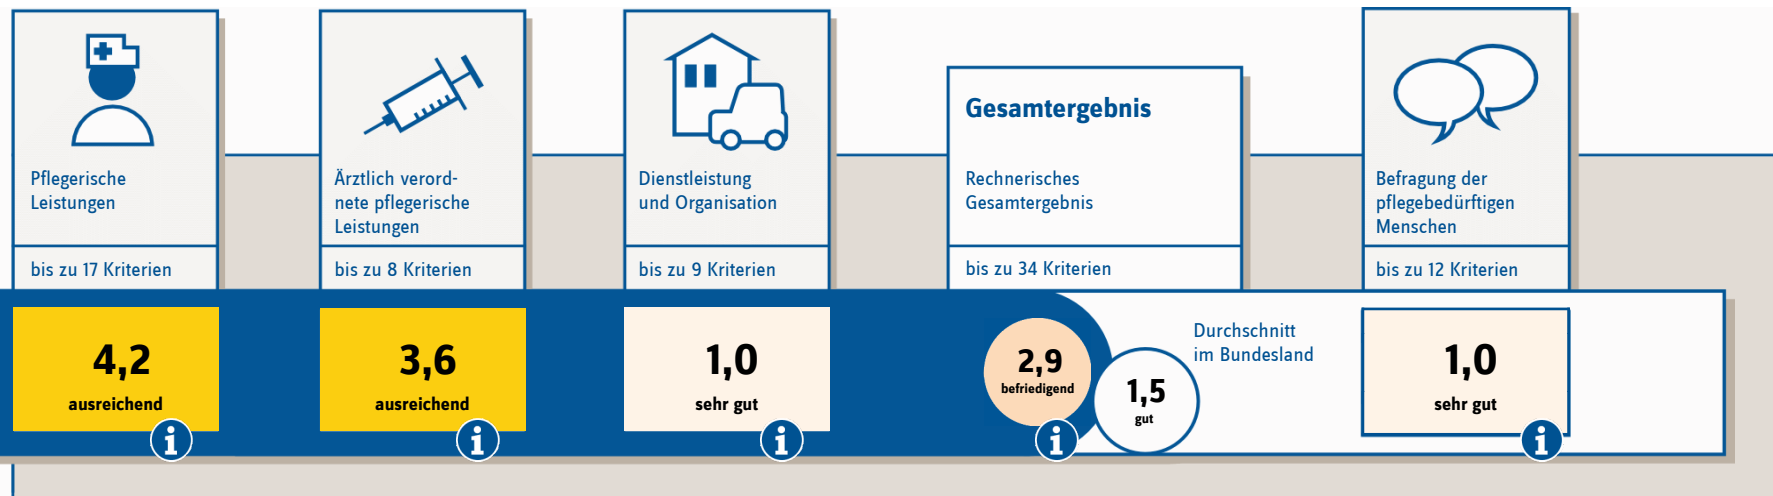 Pflegerische
Leistungen
bis zu 17 Kriterien
4,2
ausreichend
i
Ärztlich verord-
nete pflegerische
Leistungen
bis zu 8 Kriterien
3,6
ausreichend
i
Dienstleistung
und Organisation
bis zu 9 Kriterien
1,0
sehr gut
i
Gesamtergebnis
Rechnerisches
Gesamtergebnis
bis zu 34 Kriterien
2,9
befriedigend
i
1,5
gut
Durchschnitt
im Bundesland
Befragung der
pflegebedürftigen
Menschen
bis zu 12 Kriterien
1,0
sehr gut
i